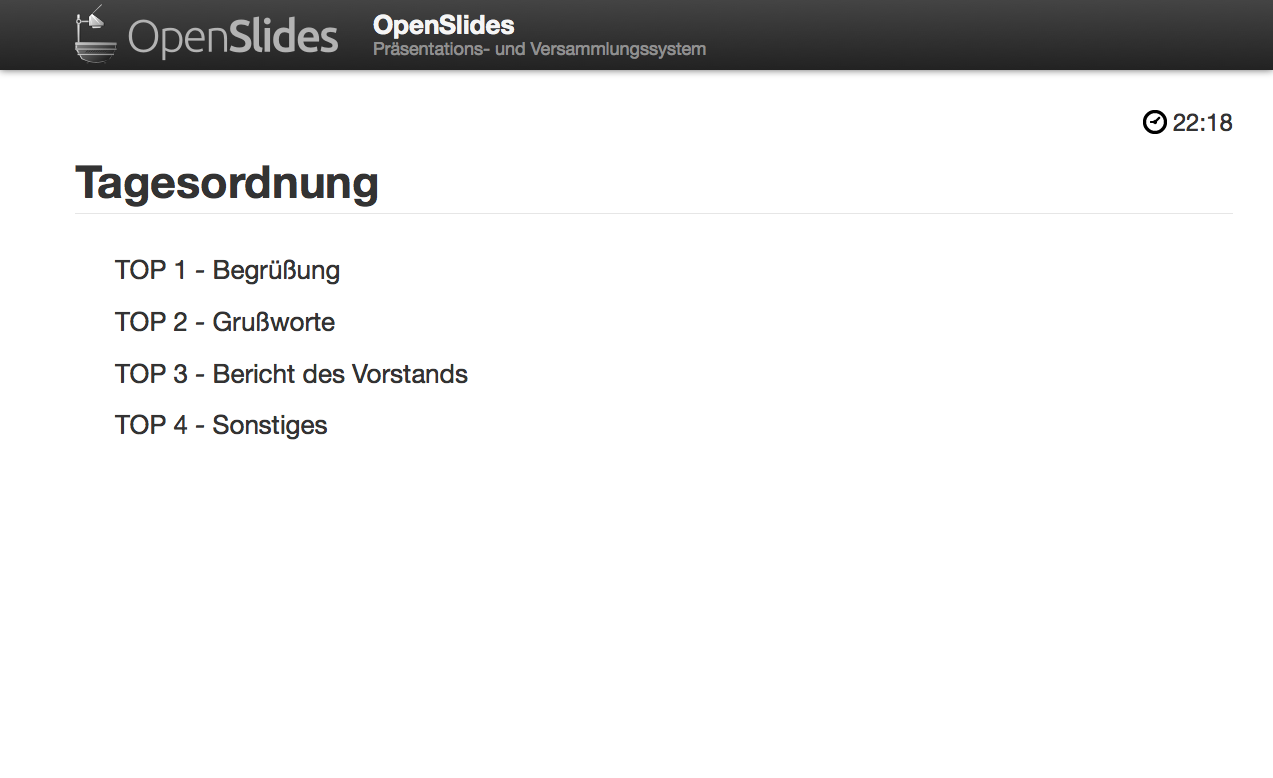 OpenSlides
OpenSlides
Präsentations- und Versammlungssystem
22:18
Tagesordnung
TOP 1 - Begrüßung
TOP 2 - Grußworte
TOP 3 - Bericht des Vorstands
TOP 4 - Sonstiges